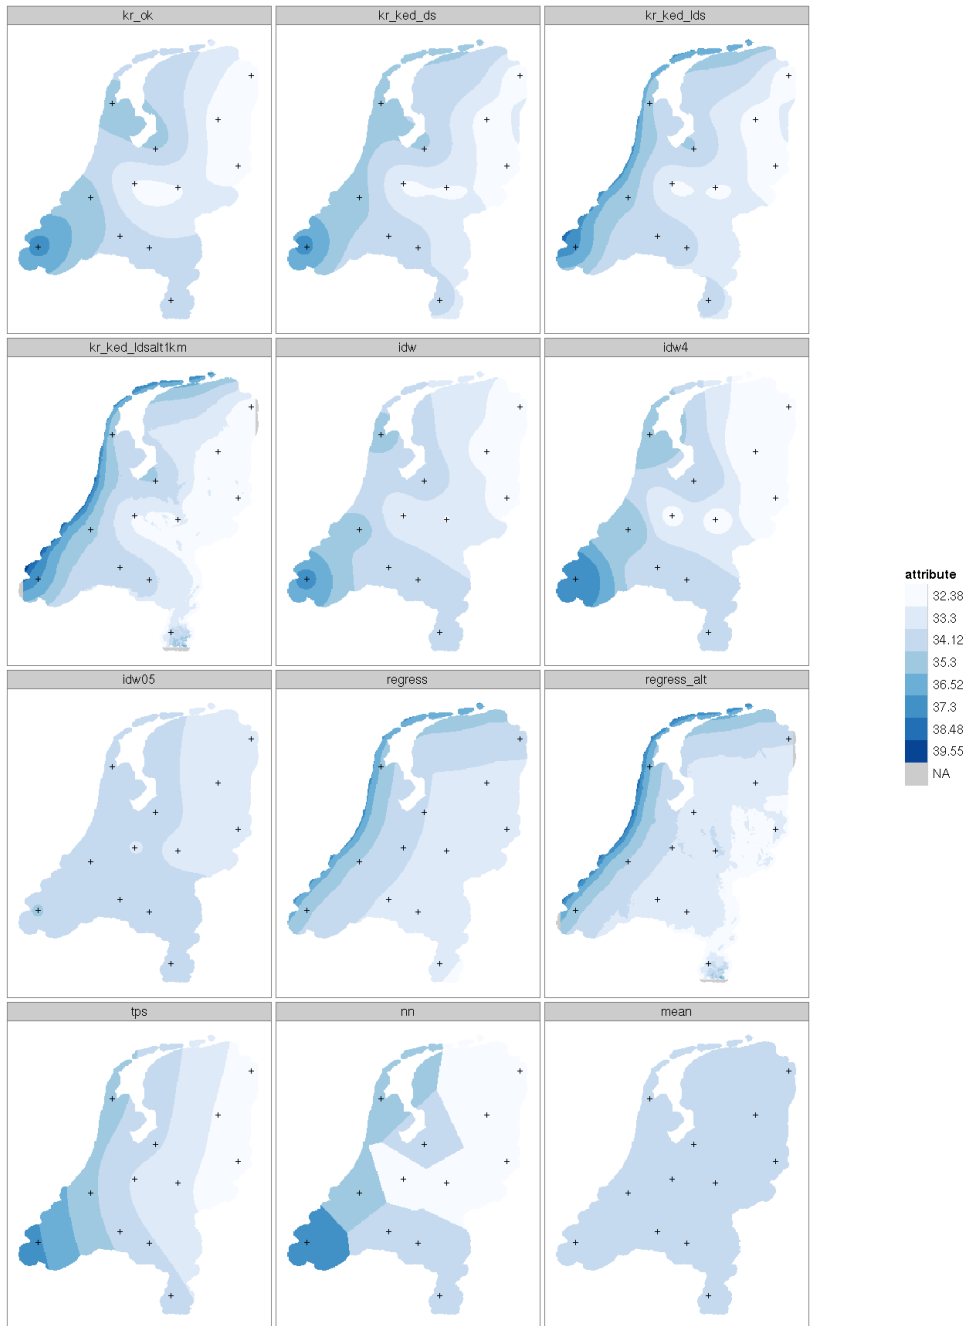 kr_ok kr_ked_ds kr_ked_lds
kr_ked_ldsalt1km idw idw4
attribute
32.38
33.3
34.12
35.3
36.52
37.3
38.48
39.55
NA
idw05 regress regress_alt
tps nn mean